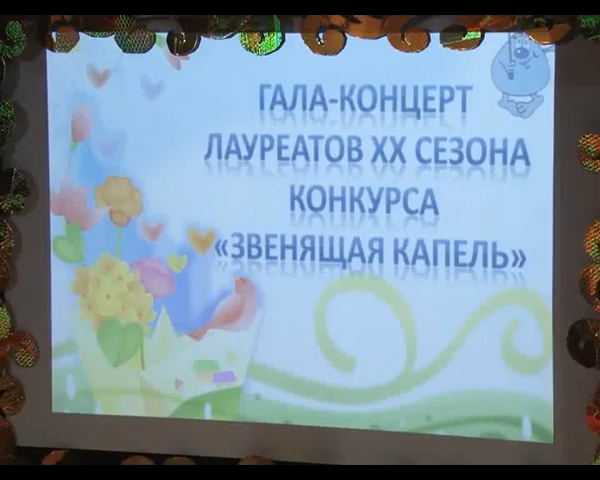 ГАЛА-КОНЦЕРТ
ЛАУРЕАТОВ XX СЕЗОНА
КОНКУРСА
«ЗВЕНЯЩАЯ КАПЕЛЬ»